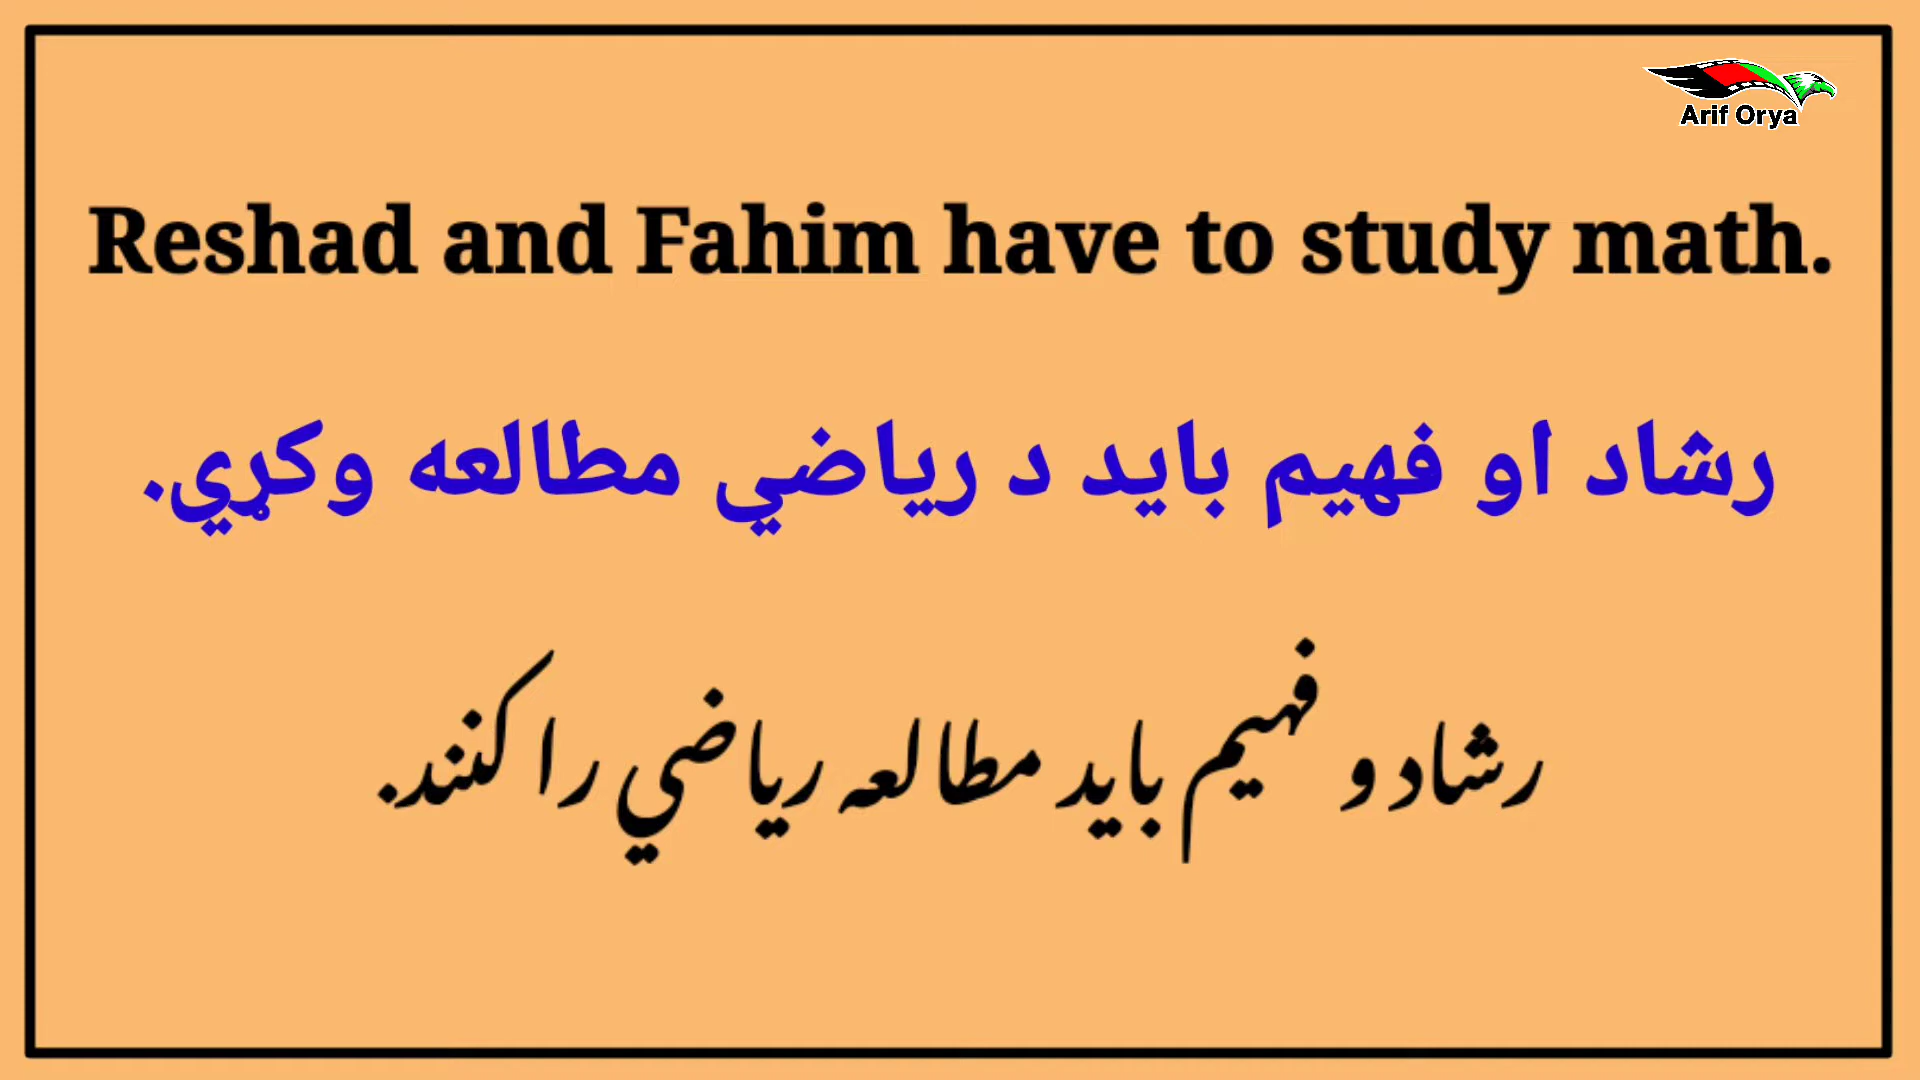 Arif Orya
Reshad and Fahim have to study math.
رشاد او فهیم باید د ریاضي مطالعه وکړي.
رشاد و فهیم باید مطالعه ریاضي را کنند.